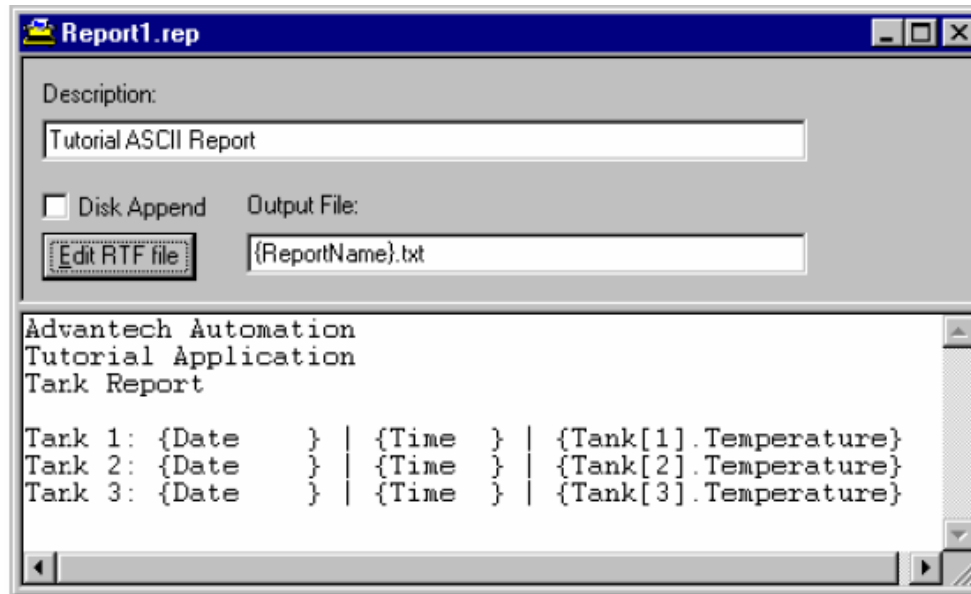 Report1.rep
Description:
Tutorial ASCII Report
Disk Append Output File:
Edit RTF file {ReportName}.txt
Advantech Automation
Tutorial Application
Tank Report
Tank 1: {Date    } | {Time  } | {Tank[1].Temperature}
Tank 2: {Date    } | {Time  } | {Tank[2].Temperature}
Tank 3: {Date    } | {Time  } | {Tank[3].Temperature}